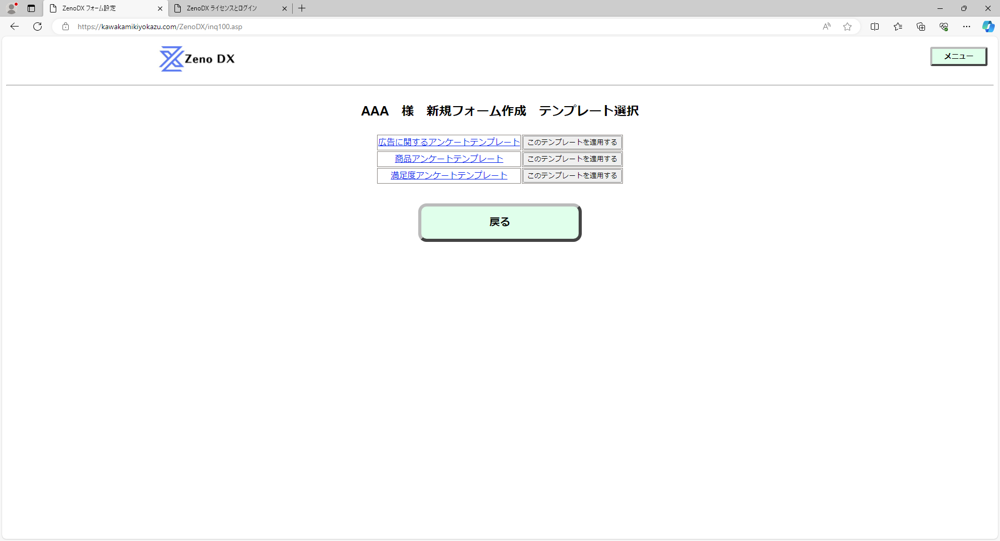 ZenoDX フォーム設定
ZenoDX ライセンスとログイン
https://kawakamikiyokazu.com/ZenoDX/inq100.asp
Zeno DX
メニュー
AAA　様　新規フォーム作成　テンプレート選択
広告に関するアンケートテンプレート このテンプレートを適用する
商品アンケートテンプレート このテンプレートを適用する
満足度アンケートテンプレート このテンプレートを適用する
戻る